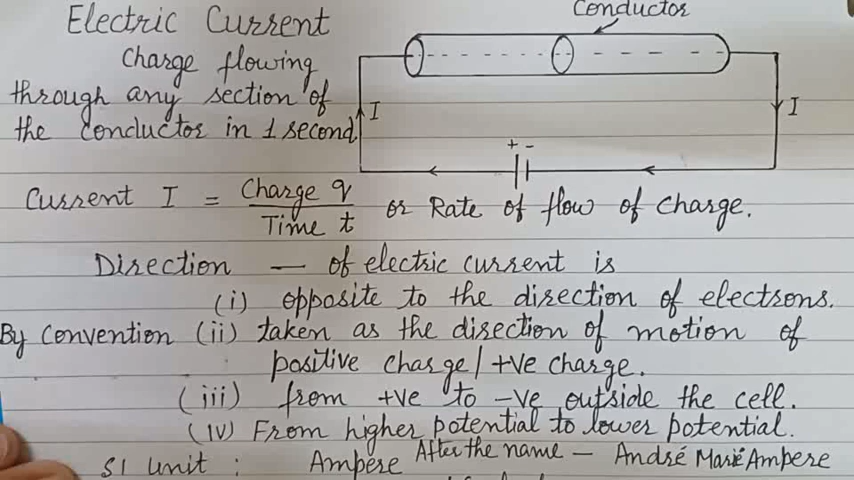 Electric Current
Conductor
Charge flowing
through any section of
the conductor in 1 second
I
I
+ -
Current I = Charge q / Time t or Rate of flow of charge.
Direction — of electric current is
(i) opposite to the direction of electrons.
By Convention (ii) taken as the direction of motion of
positive charge/+ve charge.
(iii) from +ve to -ve outside the cell.
(iv) From higher potential to lower potential.
SI unit : Ampere After the name — André Marie Ampere